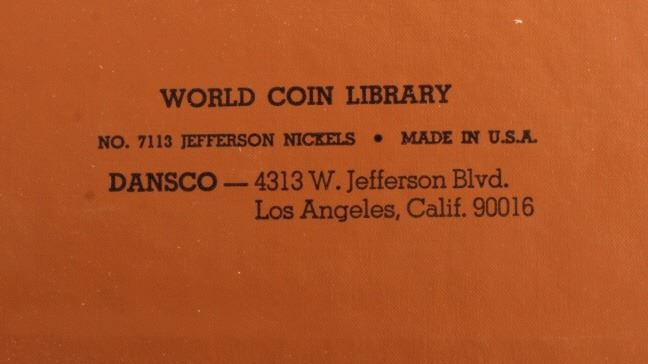 WORLD COIN LIBRARY
NO. 7113 JEFFERSON NICKELS • MADE IN U.S.A.
DANSCO — 4313 W. Jefferson Blvd.
Los Angeles, Calif. 90016